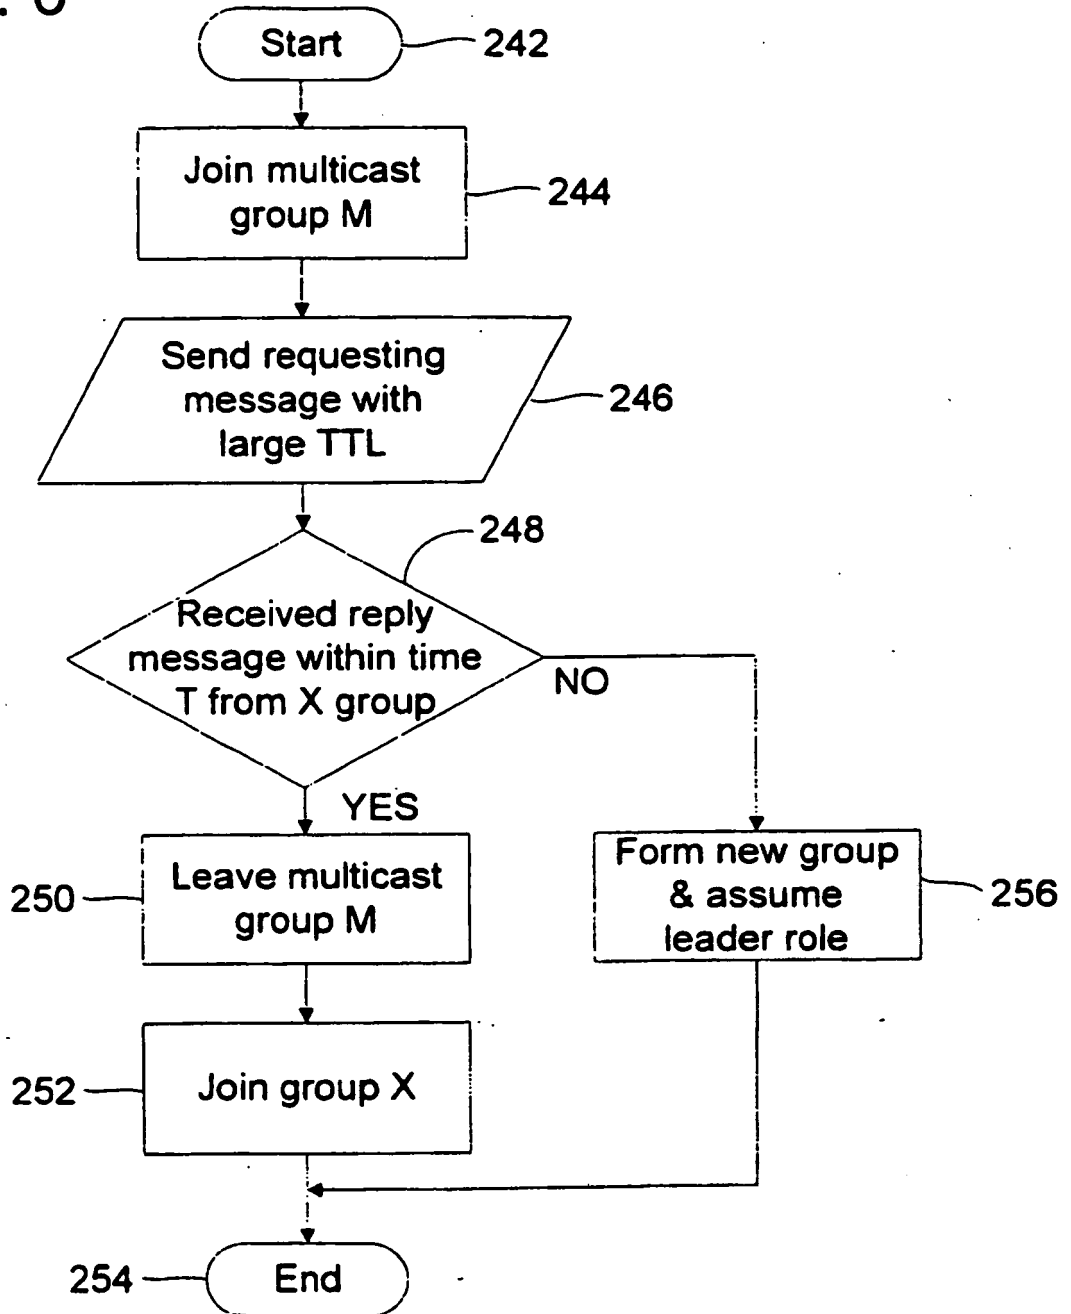 Start
242
Join multicast
group M
244
Send requesting
message with
large TTL
246
248
Received reply
message within time
T from X group
NO
YES
Leave multicast
group M
250
Form new group
& assume
leader role
256
Join group X
252
End
254